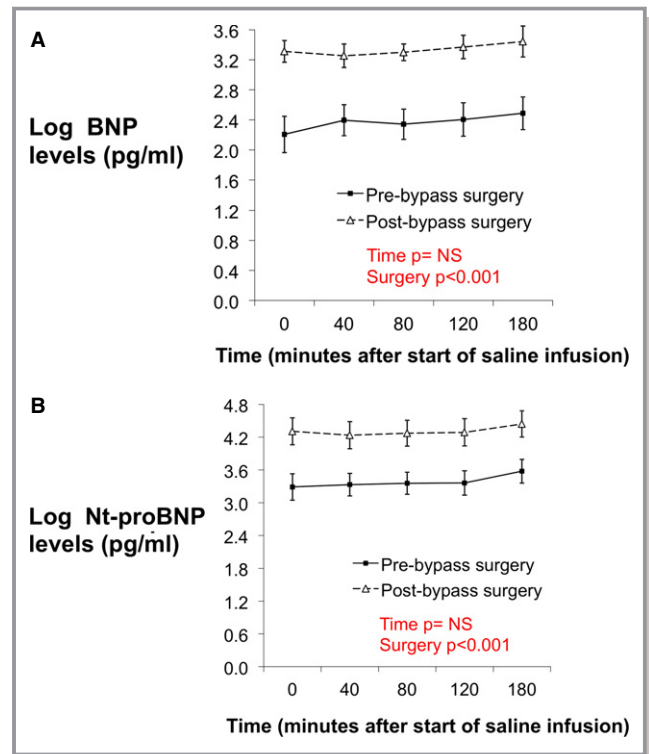 A
Log BNP
levels (pg/ml)
3.6
3.2
2.8
2.4
2.0
1.6
1.2
0.8
0.4
0.0
Pre-bypass surgery
Post-bypass surgery
Time p= NS
Surgery p<0.001
0 40 80 120 180
Time (minutes after start of saline infusion)
B
Log Nt-proBNP
levels (pg/ml)
4.8
4.2
3.6
3.0
2.4
1.8
1.2
0.6
0.0
Pre-bypass surgery
Post-bypass surgery
Time p= NS
Surgery p<0.001
0 40 80 120 180
Time (minutes after start of saline infusion)